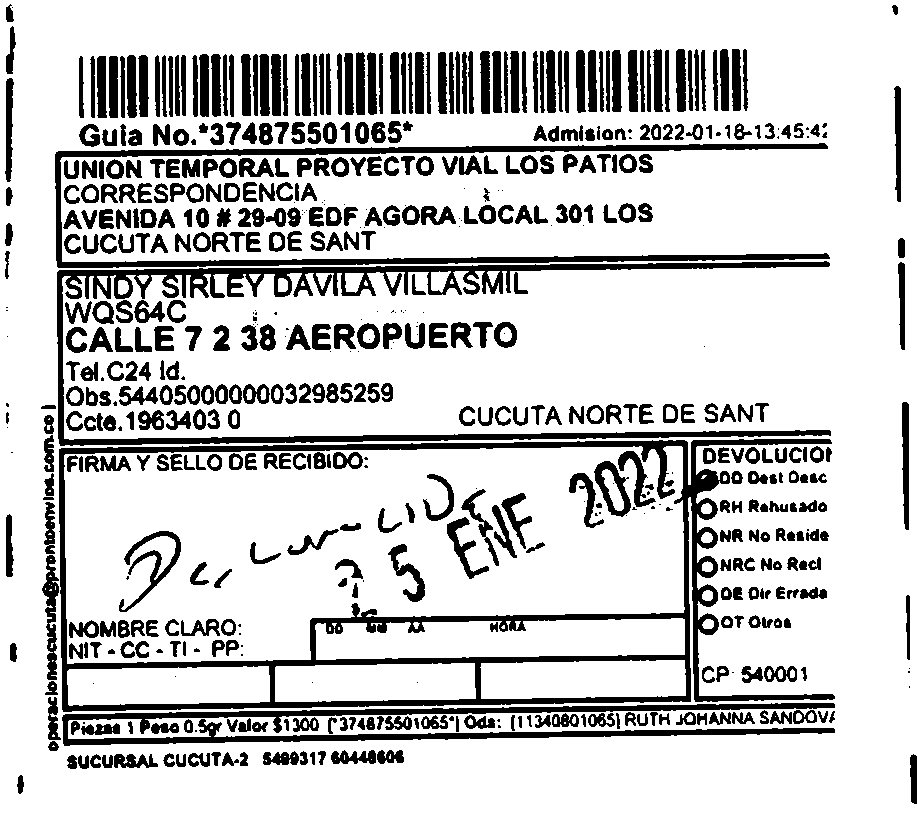 Guia No.*374875501065*
Admision: 2022-01-18-13:45:42
UNION TEMPORAL PROYECTO VIAL LOS PATIOS
CORRESPONDENCIA
AVENIDA 10 # 29-09 EDF AGORA LOCAL 301 LOS
CUCUTA NORTE DE SANT
SINDY SIRLEY DAVILA VILLASMIL
WQS64C
CALLE 7 2 38 AEROPUERTO
Tel.C24 Id.
Obs.544050000000032985259
Ccte.1963403 0
CUCUTA NORTE DE SANT
operacionescucuta@prontoenvios.com.co |
FIRMA Y SELLO DE RECIBIDO:
5 ENE 2022
NOMBRE CLARO:
NIT - CC - TI - PP:
DD MM AA HORA
DEVOLUCION
DD Dest Desc
RH Rehusado
NR No Reside
NRC No Recl
DE Dir Errada
OT Otros
CP 540001
Piezas 1 Peso 0.5gr Valor $1300 (*374875501065*) Ods: (11340801065) RUTH JOHANNA SANDOVA
SUCURSAL CUCUTA-2 5499317 60448606